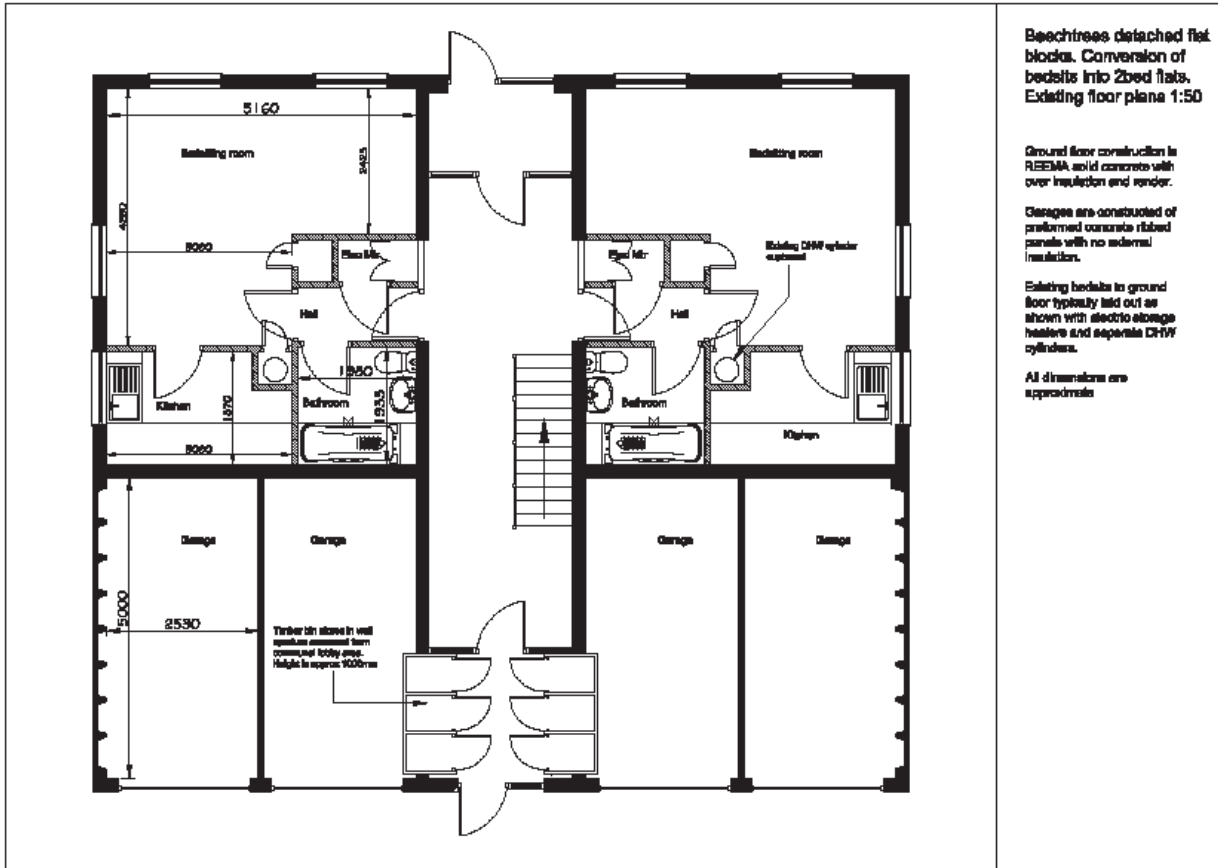 Beechtrees detached flat
blocks. Conversion of
bedsits into 2bed flats.
Existing floor plans 1:50
Ground floor construction is
REEMA solid concrete with
over insulation and render.
Garages are constructed of
preformed concrete ribbed
panels with no external
insulation.
Existing bedsits to ground
floor typically laid out as
shown with electric storage
heaters and seperate DHW
cylinders.
All dimensions are
approximate
5160
Bedsitting room
2425
3060
Elec Mtr
Hall
Kitchen
1870
3060
1950
Bathroom
1935
Bedsitting room
Elec Mtr
Existing DHW cylinder
cupboard
Hall
Bathroom
Kitchen
Garage
Garage
Garage
Garage
5000
2530
Timber bin stores in wall
accessed from
communal lobby area.
Height is approx 1000mm